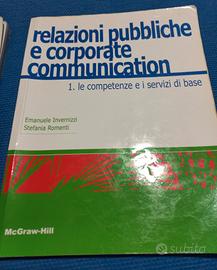 relazioni pubbliche
e corporate
communication
1. le competenze e i servizi di base
Emanuele Invernizzi
Stefania Romenti
McGraw-Hill
subito